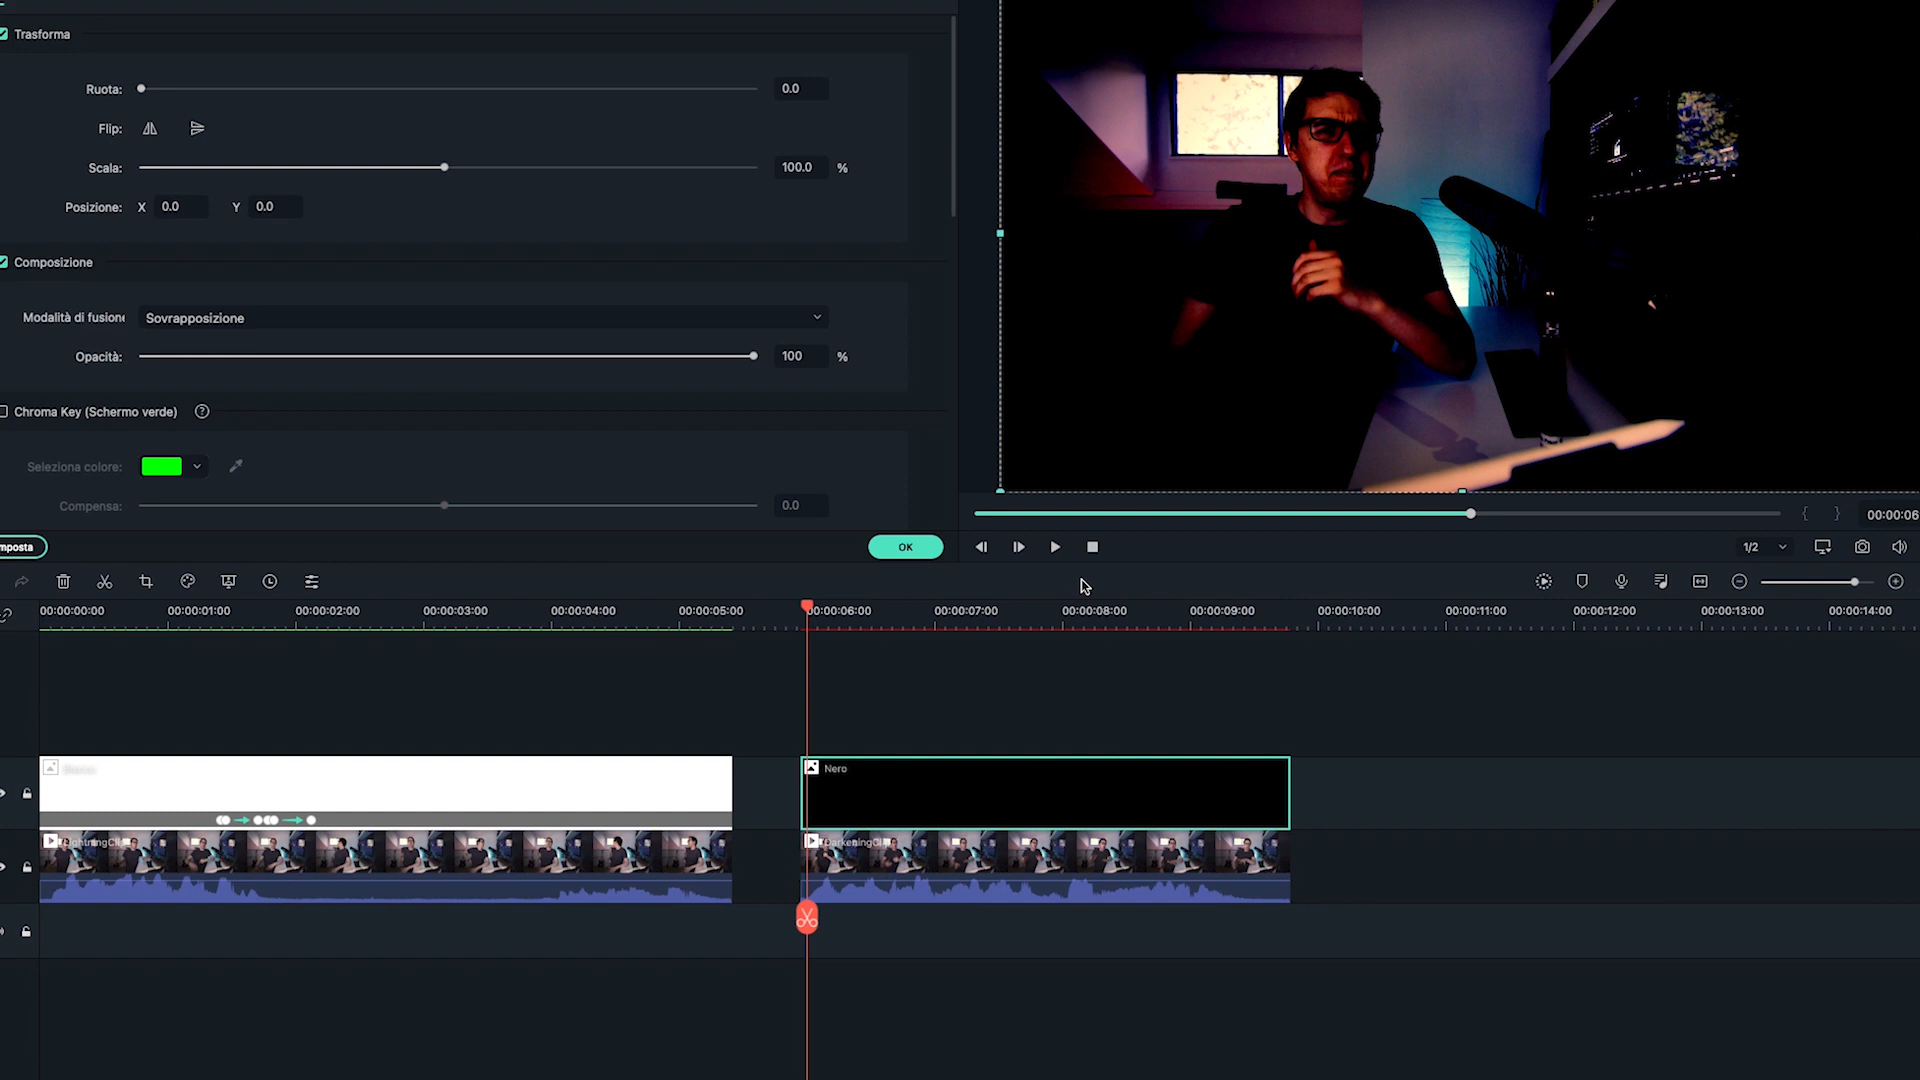 Trasforma
Ruota: 0.0
Flip:
Scala: 100.0 %
Posizione: X 0.0 Y 0.0
Composizione
Modalità di fusione Sovrapposizione
Opacità: 100 %
Chroma Key (Schermo verde) ?
Seleziona colore:
Compensa: 0.0
{ } 00:00:06
mposta OK
1/2
00:00:00:00 00:00:01:00 00:00:02:00 00:00:03:00 00:00:04:00 00:00:05:00 00:00:06:00 00:00:07:00 00:00:08:00 00:00:09:00 00:00:10:00 00:00:11:00 00:00:12:00 00:00:13:00 00:00:14:00
Nero